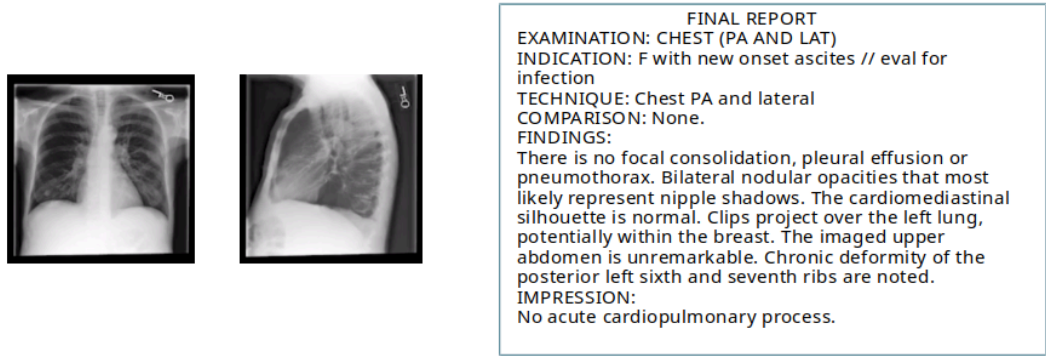 FINAL REPORT
EXAMINATION: CHEST (PA AND LAT)
INDICATION: F with new onset ascites // eval for
infection
TECHNIQUE: Chest PA and lateral
COMPARISON: None.
FINDINGS:
There is no focal consolidation, pleural effusion or
pneumothorax. Bilateral nodular opacities that most
likely represent nipple shadows. The cardiomediastinal
silhouette is normal. Clips project over the left lung,
potentially within the breast. The imaged upper
abdomen is unremarkable. Chronic deformity of the
posterior left sixth and seventh ribs are noted.
IMPRESSION:
No acute cardiopulmonary process.